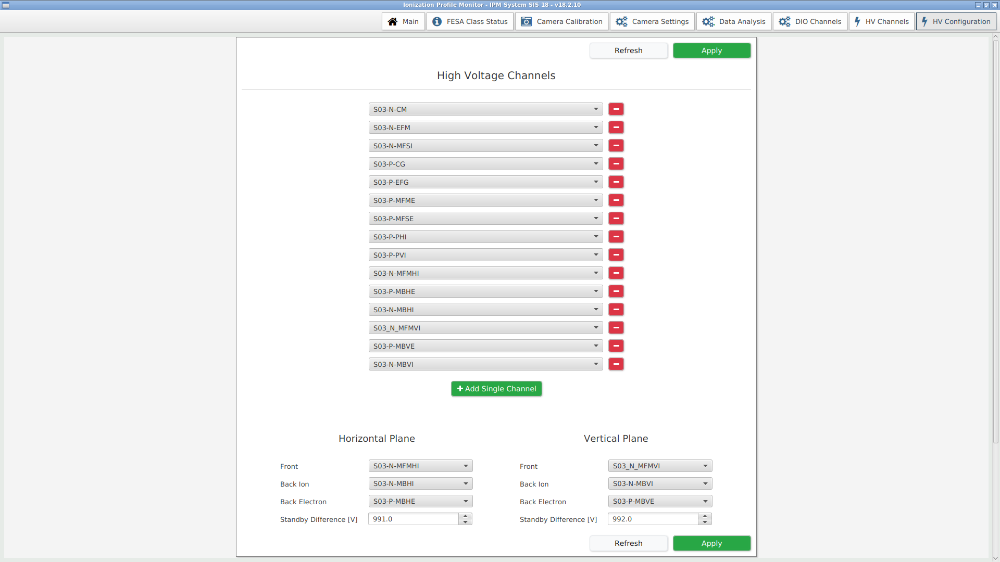 Ionization Profile Monitor - IPM System SIS 18 - v18.2.10
Main FESA Class Status Camera Calibration Camera Settings Data Analysis DIO Channels HV Channels HV Configuration
Refresh Apply
High Voltage Channels
S03-N-CM
S03-N-EFM
S03-N-MFSI
S03-P-CG
S03-P-EFG
S03-P-MFME
S03-P-MFSE
S03-P-PHI
S03-P-PVI
S03-N-MFMHI
S03-P-MBHE
S03-N-MBHI
S03_N_MFMVI
S03-P-MBVE
S03-N-MBVI
Add Single Channel
Horizontal Plane
Front S03-N-MFMHI
Back Ion S03-N-MBHI
Back Electron S03-P-MBHE
Standby Difference [V] 991.0
Vertical Plane
Front S03_N_MFMVI
Back Ion S03-N-MBVI
Back Electron S03-P-MBVE
Standby Difference [V] 992.0
Refresh Apply